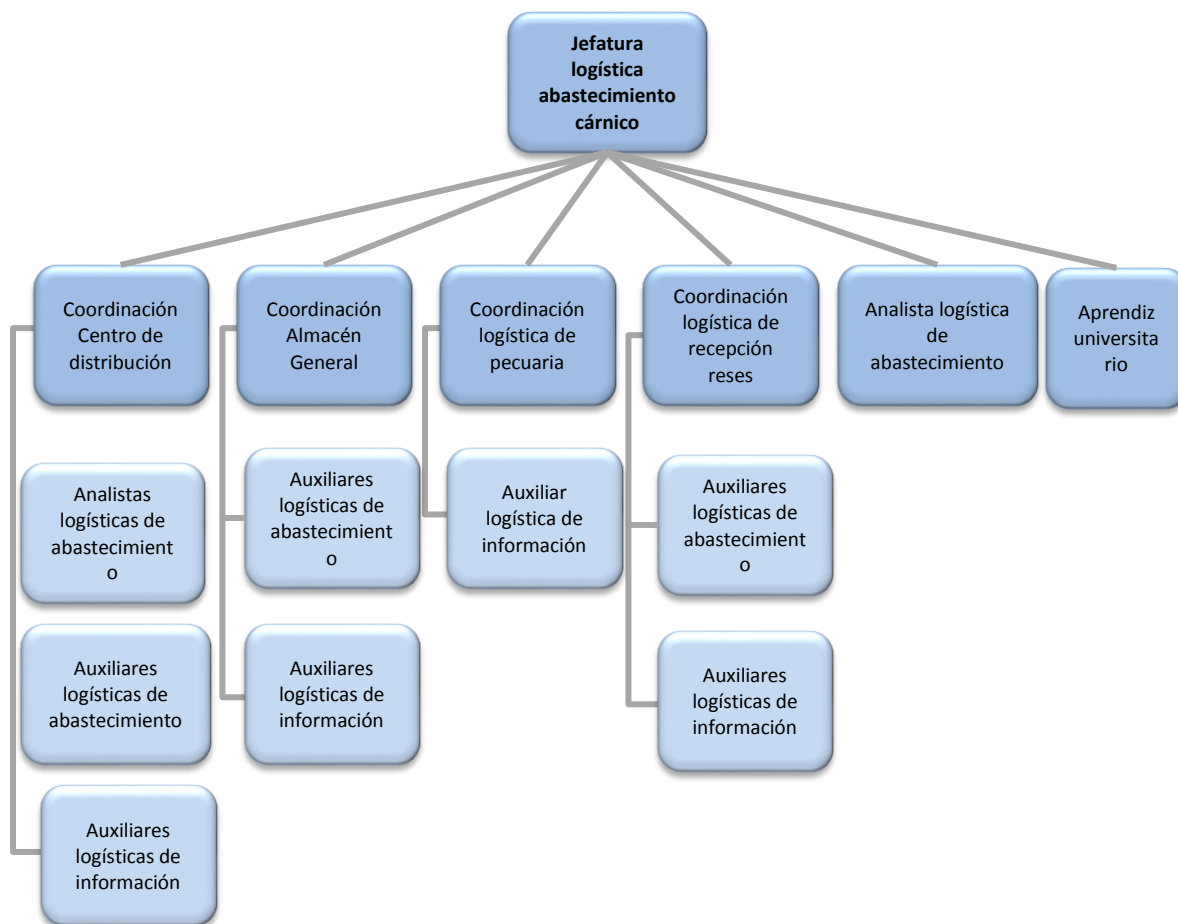 Jefatura
logística
abastecimiento
cárnico
Coordinación
Centro de
distribución
Coordinación
Almacén
General
Coordinación
logística de
pecuaria
Coordinación
logística de
recepción
reses
Analista logística
de
abastecimiento
Aprendiz
universita
rio
Analistas
logísticas de
abastecimient
o
Auxiliares
logísticas de
abastecimient
o
Auxiliar
logística de
información
Auxiliares
logísticas de
abastecimient
o
Auxiliares
logísticas de
abastecimiento
Auxiliares
logísticas de
información
Auxiliares
logísticas de
información
Auxiliares
logísticas de
información